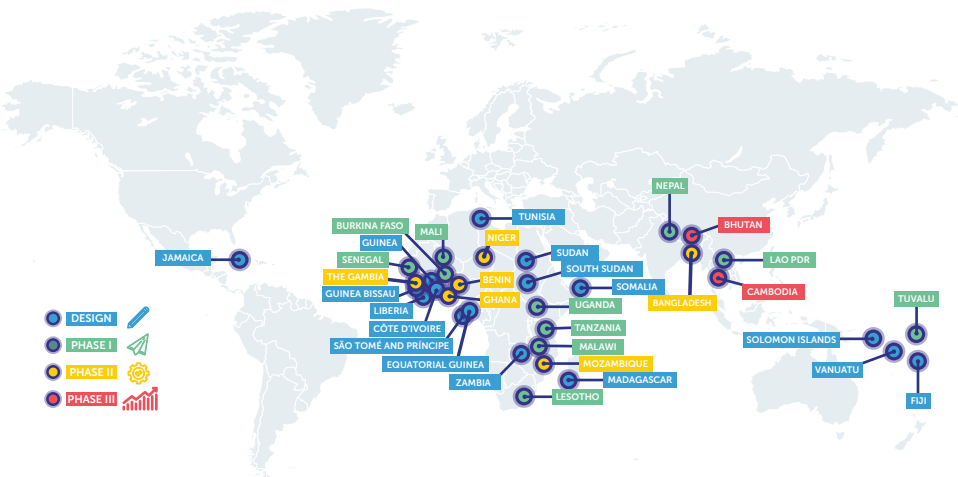 NEPAL
TUNISIA
BURKINA FASO
MALI
BHUTAN
GUINEA
NIGER
JAMAICA
SENEGAL
SUDAN
LAO PDR
SOUTH SUDAN
THE GAMBIA
BENIN
SOMALIA
GUINEA BISSAU
GHANA
CAMBODIA
BANGLADESH
TUVALU
LIBERIA
UGANDA
DESIGN
CÔTE D'IVOIRE
TANZANIA
SOLOMON ISLANDS
PHASE I
SÃO TOMÉ AND PRÍNCIPE
MALAWI
EQUATORIAL GUINEA
MOZAMBIQUE
VANUATU
PHASE II
ZAMBIA
MADAGASCAR
LESOTHO
PHASE III
FIJI